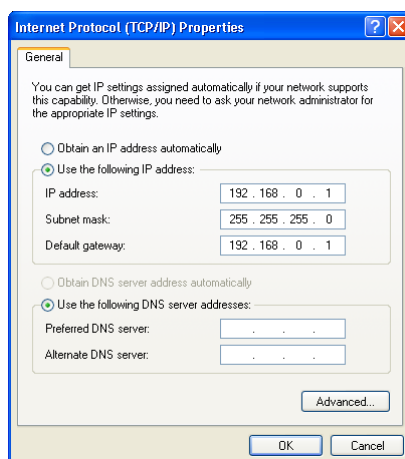 Internet Protocol (TCP/IP) Properties
General
You can get IP settings assigned automatically if your network supports
this capability. Otherwise, you need to ask your network administrator for
the appropriate IP settings.
Obtain an IP address automatically
Use the following IP address:
IP address: 192 . 168 . 0 . 1
Subnet mask: 255 . 255 . 255 . 0
Default gateway: 192 . 168 . 0 . 1
Obtain DNS server address automatically
Use the following DNS server addresses:
Preferred DNS server: . . .
Alternate DNS server: . . .
Advanced...
OK Cancel